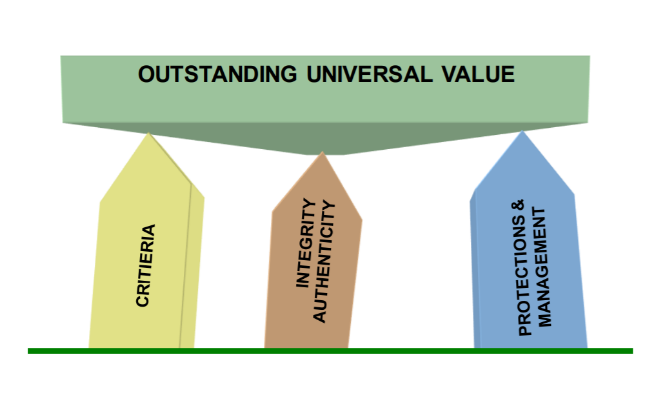 OUTSTANDING UNIVERSAL VALUE
CRITIERIA
INTEGRITY
AUTHENTICITY
PROTECTIONS &
MANAGEMENT